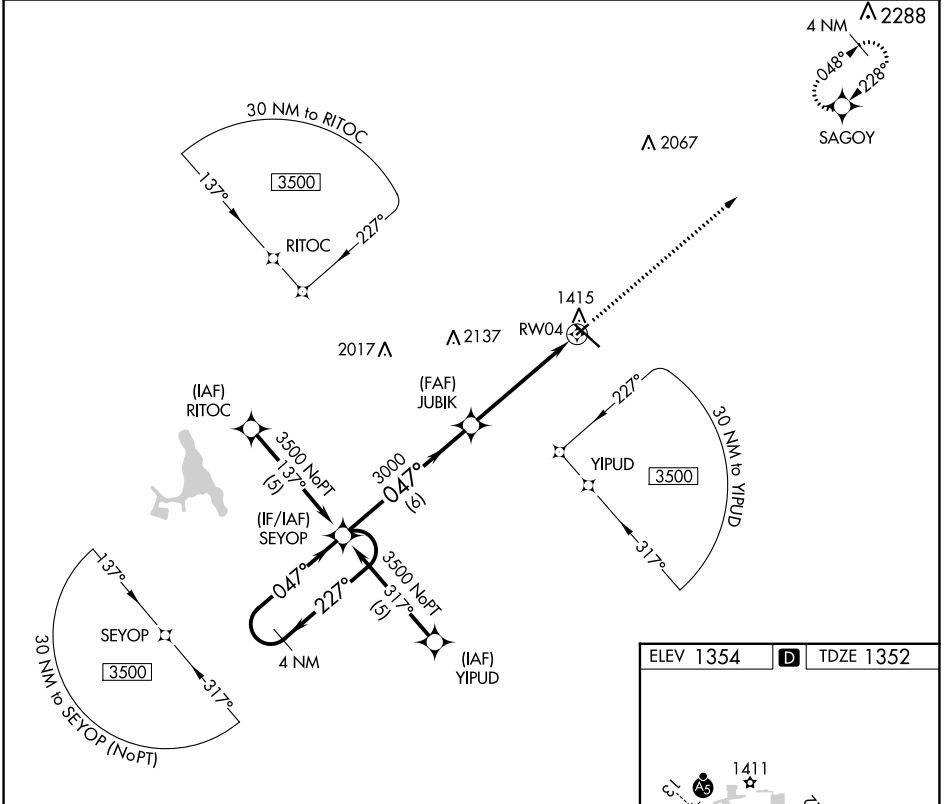 2288
4 NM
048°
228°
SAGOY
30 NM to RITOC
3500
137°
227°
RITOC
2067
1415
RW04
2017
2137
(FAF)
JUBIK
(IAF)
RITOC
3500 NoPT
137°
(5)
3000
047°
(6)
(IF/IAF)
SEYOP
047°
227°
4 NM
3500 NoPT
317°
(5)
(IAF)
YIPUD
227°
YIPUD
3500
30 NM to YIPUD
317°
137°
SEYOP
3500
317°
30 NM to SEYOP (NoPT)
ELEV 1354
D
TDZE 1352
1411
A5
13